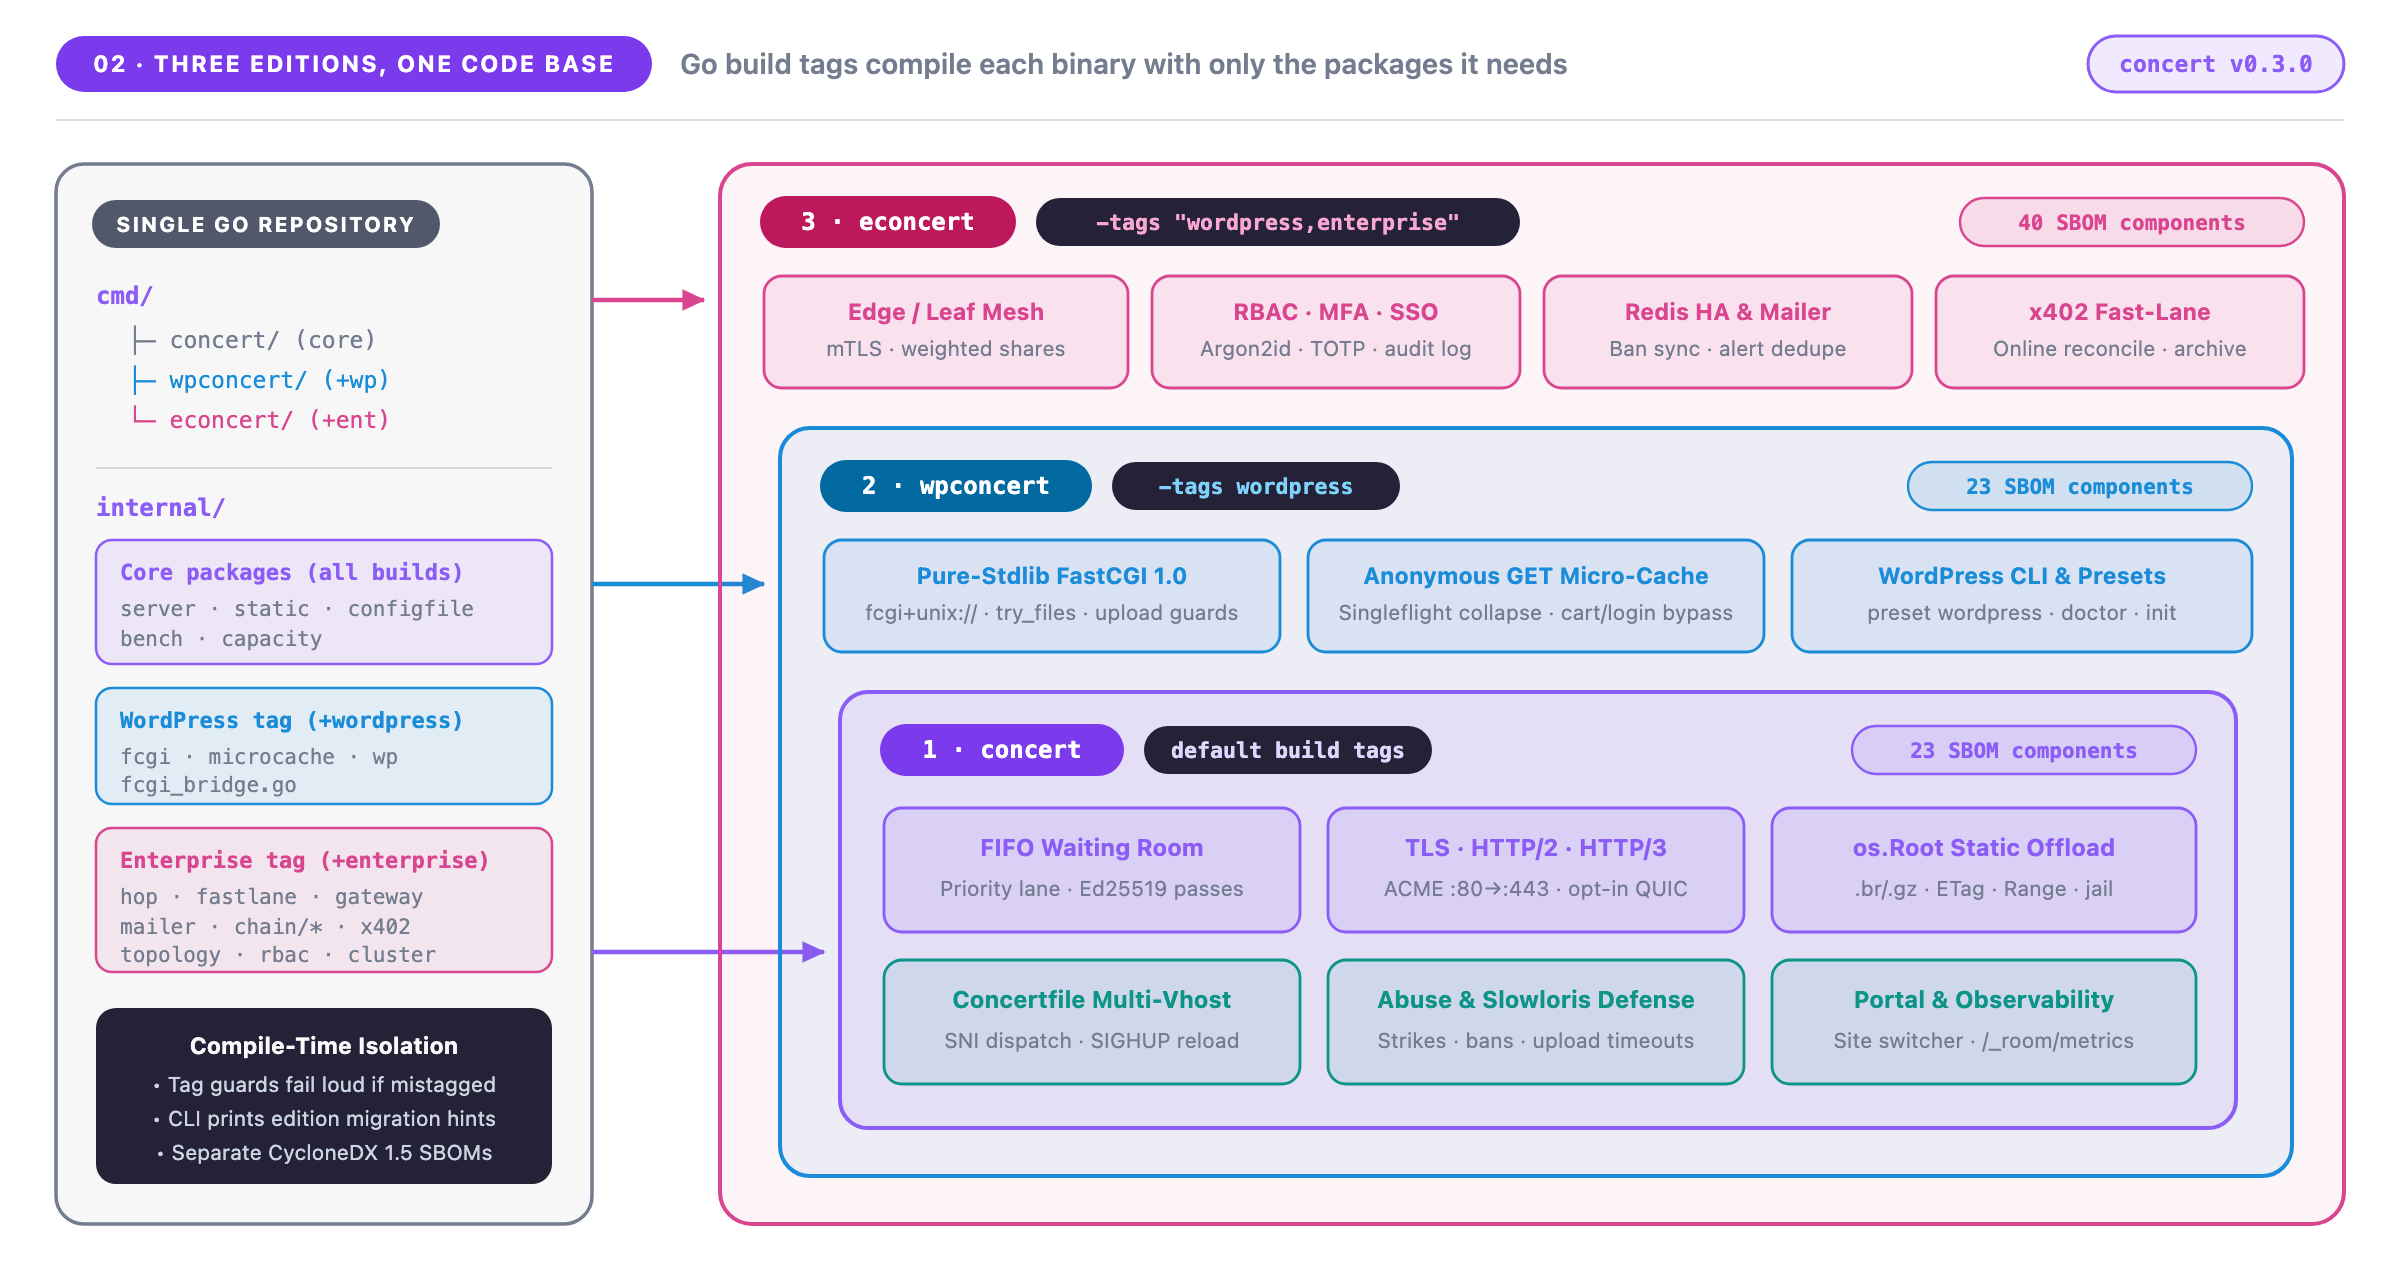 02 · THREE EDITIONS, ONE CODE BASE
Go build tags compile each binary with only the packages it needs
concert v0.3.0
SINGLE GO REPOSITORY
cmd/
├─ concert/ (core)
├─ wpconcert/ (+wp)
└─ econcert/ (+ent)
internal/
Core packages (all builds)
server · static · configfile
bench · capacity
WordPress tag (+wordpress)
fcgi · microcache · wp
fcgi_bridge.go
Enterprise tag (+enterprise)
hop · fastlane · gateway
mailer · chain/* · x402
topology · rbac · cluster
Compile-Time Isolation
• Tag guards fail loud if mistagged
• CLI prints edition migration hints
• Separate CycloneDX 1.5 SBOMs
3 · econcert
-tags "wordpress,enterprise"
40 SBOM components
Edge / Leaf Mesh
mTLS · weighted shares
RBAC · MFA · SSO
Argon2id · TOTP · audit log
Redis HA & Mailer
Ban sync · alert dedupe
x402 Fast-Lane
Online reconcile · archive
2 · wpconcert
-tags wordpress
23 SBOM components
Pure-Stdlib FastCGI 1.0
fcgi+unix:// · try_files · upload guards
Anonymous GET Micro-Cache
Singleflight collapse · cart/login bypass
WordPress CLI & Presets
preset wordpress · doctor · init
1 · concert
default build tags
23 SBOM components
FIFO Waiting Room
Priority lane · Ed25519 passes
TLS · HTTP/2 · HTTP/3
ACME :80→:443 · opt-in QUIC
os.Root Static Offload
.br/.gz · ETag · Range · jail
Concertfile Multi-Vhost
SNI dispatch · SIGHUP reload
Abuse & Slowloris Defense
Strikes · bans · upload timeouts
Portal & Observability
Site switcher · /_room/metrics